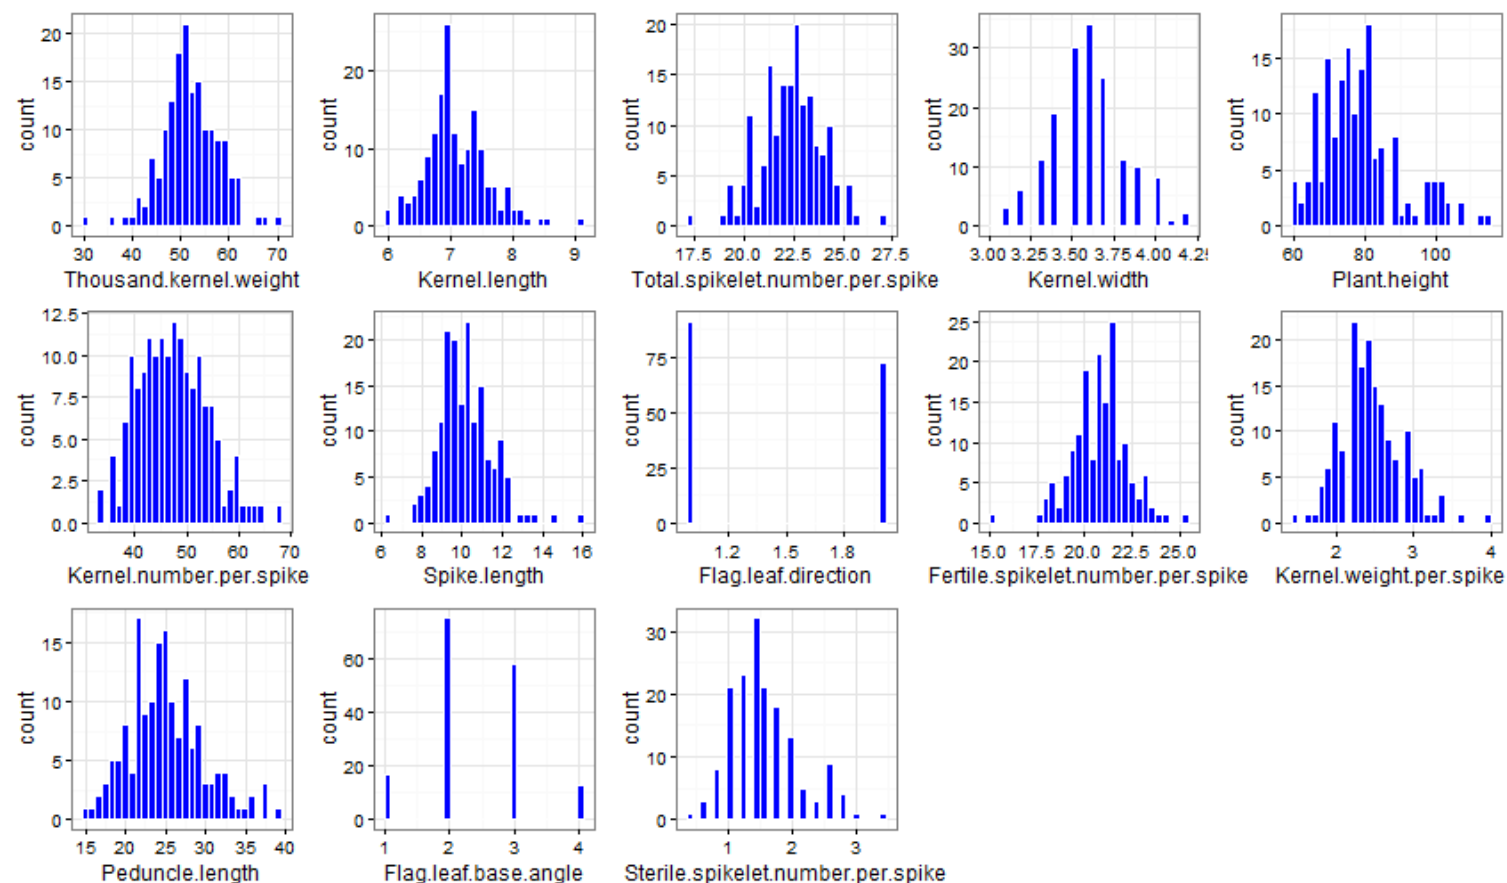 20
15
10
5
0
count
30 40 50 60 70
Thousand.kernel.weight
20
10
0
count
6 7 8 9
Kernel.length
20
15
10
5
0
count
17.5 20.0 22.5 25.0 27.5
Total.spikelet.number.per.spike
30
20
10
0
count
3.00 3.25 3.50 3.75 4.00 4.25
Kernel.width
15
10
5
0
count
60 80 100
Plant.height
12.5
10.0
7.5
5.0
2.5
0.0
count
40 50 60 70
Kernel.number.per.spike
20
15
10
5
0
count
6 8 10 12 14 16
Spike.length
75
50
25
0
count
1.2 1.5 1.8
Flag.leaf.direction
25
20
15
10
5
0
count
15.0 17.5 20.0 22.5 25.0
Fertile.spikelet.number.per.spike
20
15
10
5
0
count
2 3 4
Kernel.weight.per.spike
15
10
5
0
count
15 20 25 30 35 40
Peduncle.length
60
40
20
0
count
1 2 3 4
Flag.leaf.base.angle
30
20
10
0
count
1 2 3
Sterile.spikelet.number.per.spike